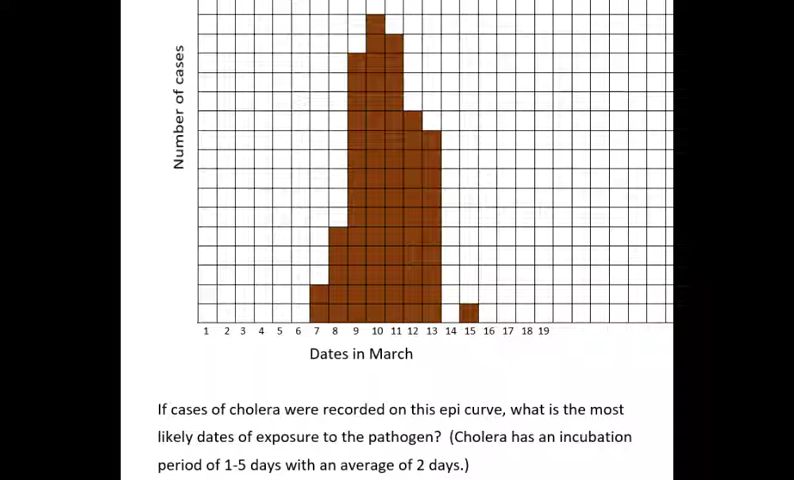 Number of cases
1 2 3 4 5 6 7 8 9 10 11 12 13 14 15 16 17 18 19
Dates in March
If cases of cholera were recorded on this epi curve, what is the most
likely dates of exposure to the pathogen? (Cholera has an incubation
period of 1-5 days with an average of 2 days.)